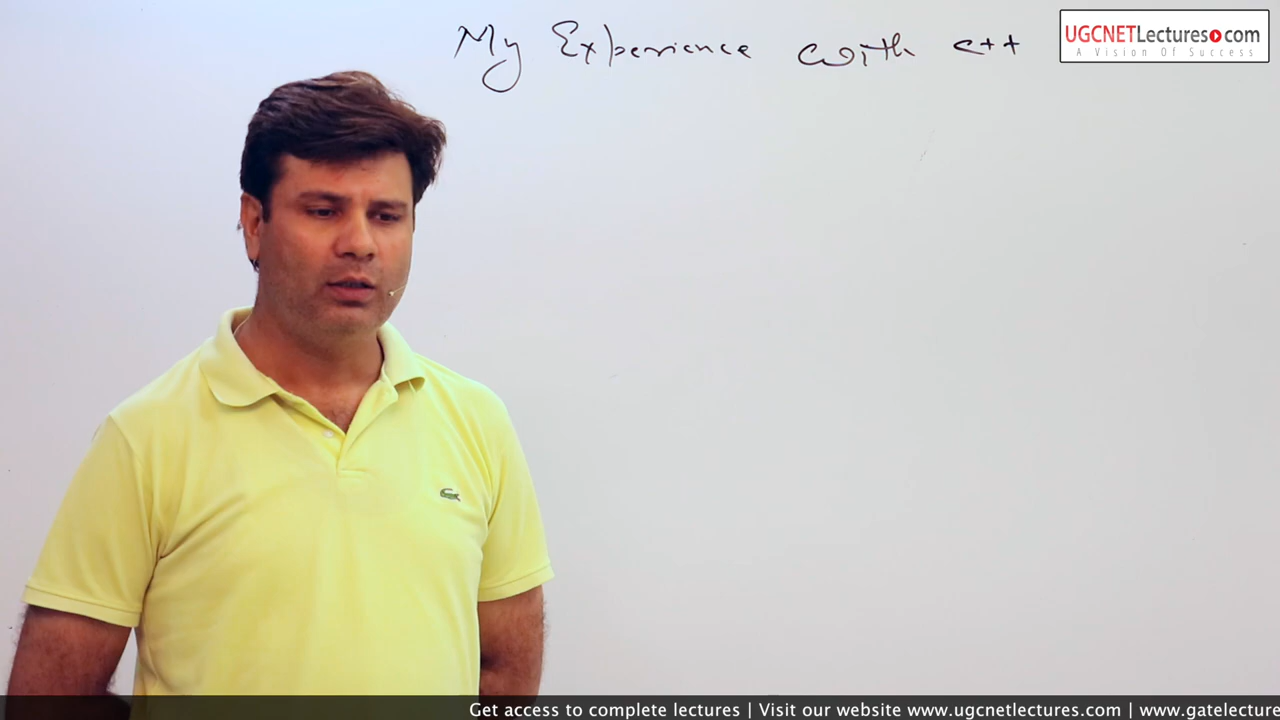 My Experience with c++
UGCNETLectures.com
A Vision Of Success
Get access to complete lectures | Visit our website www.ugcnetlectures.com | www.gatelecture